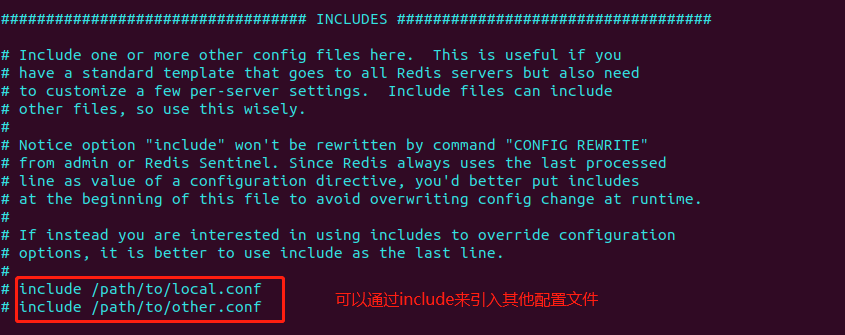 ################################## INCLUDES ###################################
# Include one or more other config files here.  This is useful if you
# have a standard template that goes to all Redis servers but also need
# to customize a few per-server settings.  Include files can include
# other files, so use this wisely.
#
# Notice option "include" won't be rewritten by command "CONFIG REWRITE"
# from admin or Redis Sentinel. Since Redis always uses the last processed
# line as value of a configuration directive, you'd better put includes
# at the beginning of this file to avoid overwriting config change at runtime.
#
# If instead you are interested in using includes to override configuration
# options, it is better to use include as the last line.
#
# include /path/to/local.conf
# include /path/to/other.conf
可以通过include来引入其他配置文件